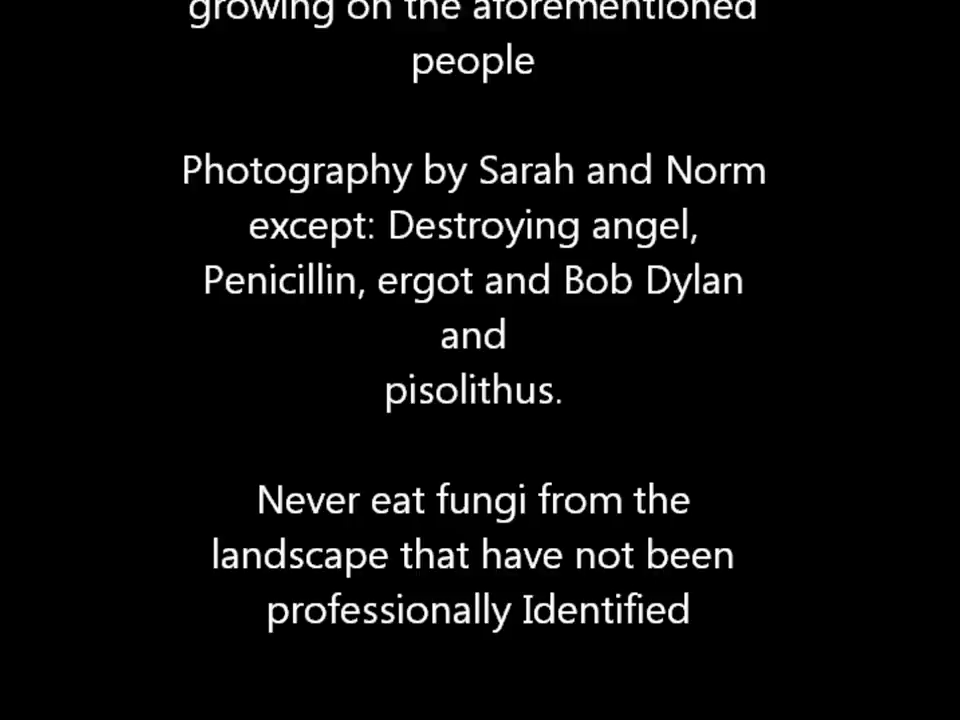 growing on the aforementioned
people
Photography by Sarah and Norm
except: Destroying angel,
Penicillin, ergot and Bob Dylan
and
pisolithus.
Never eat fungi from the
landscape that have not been
professionally Identified